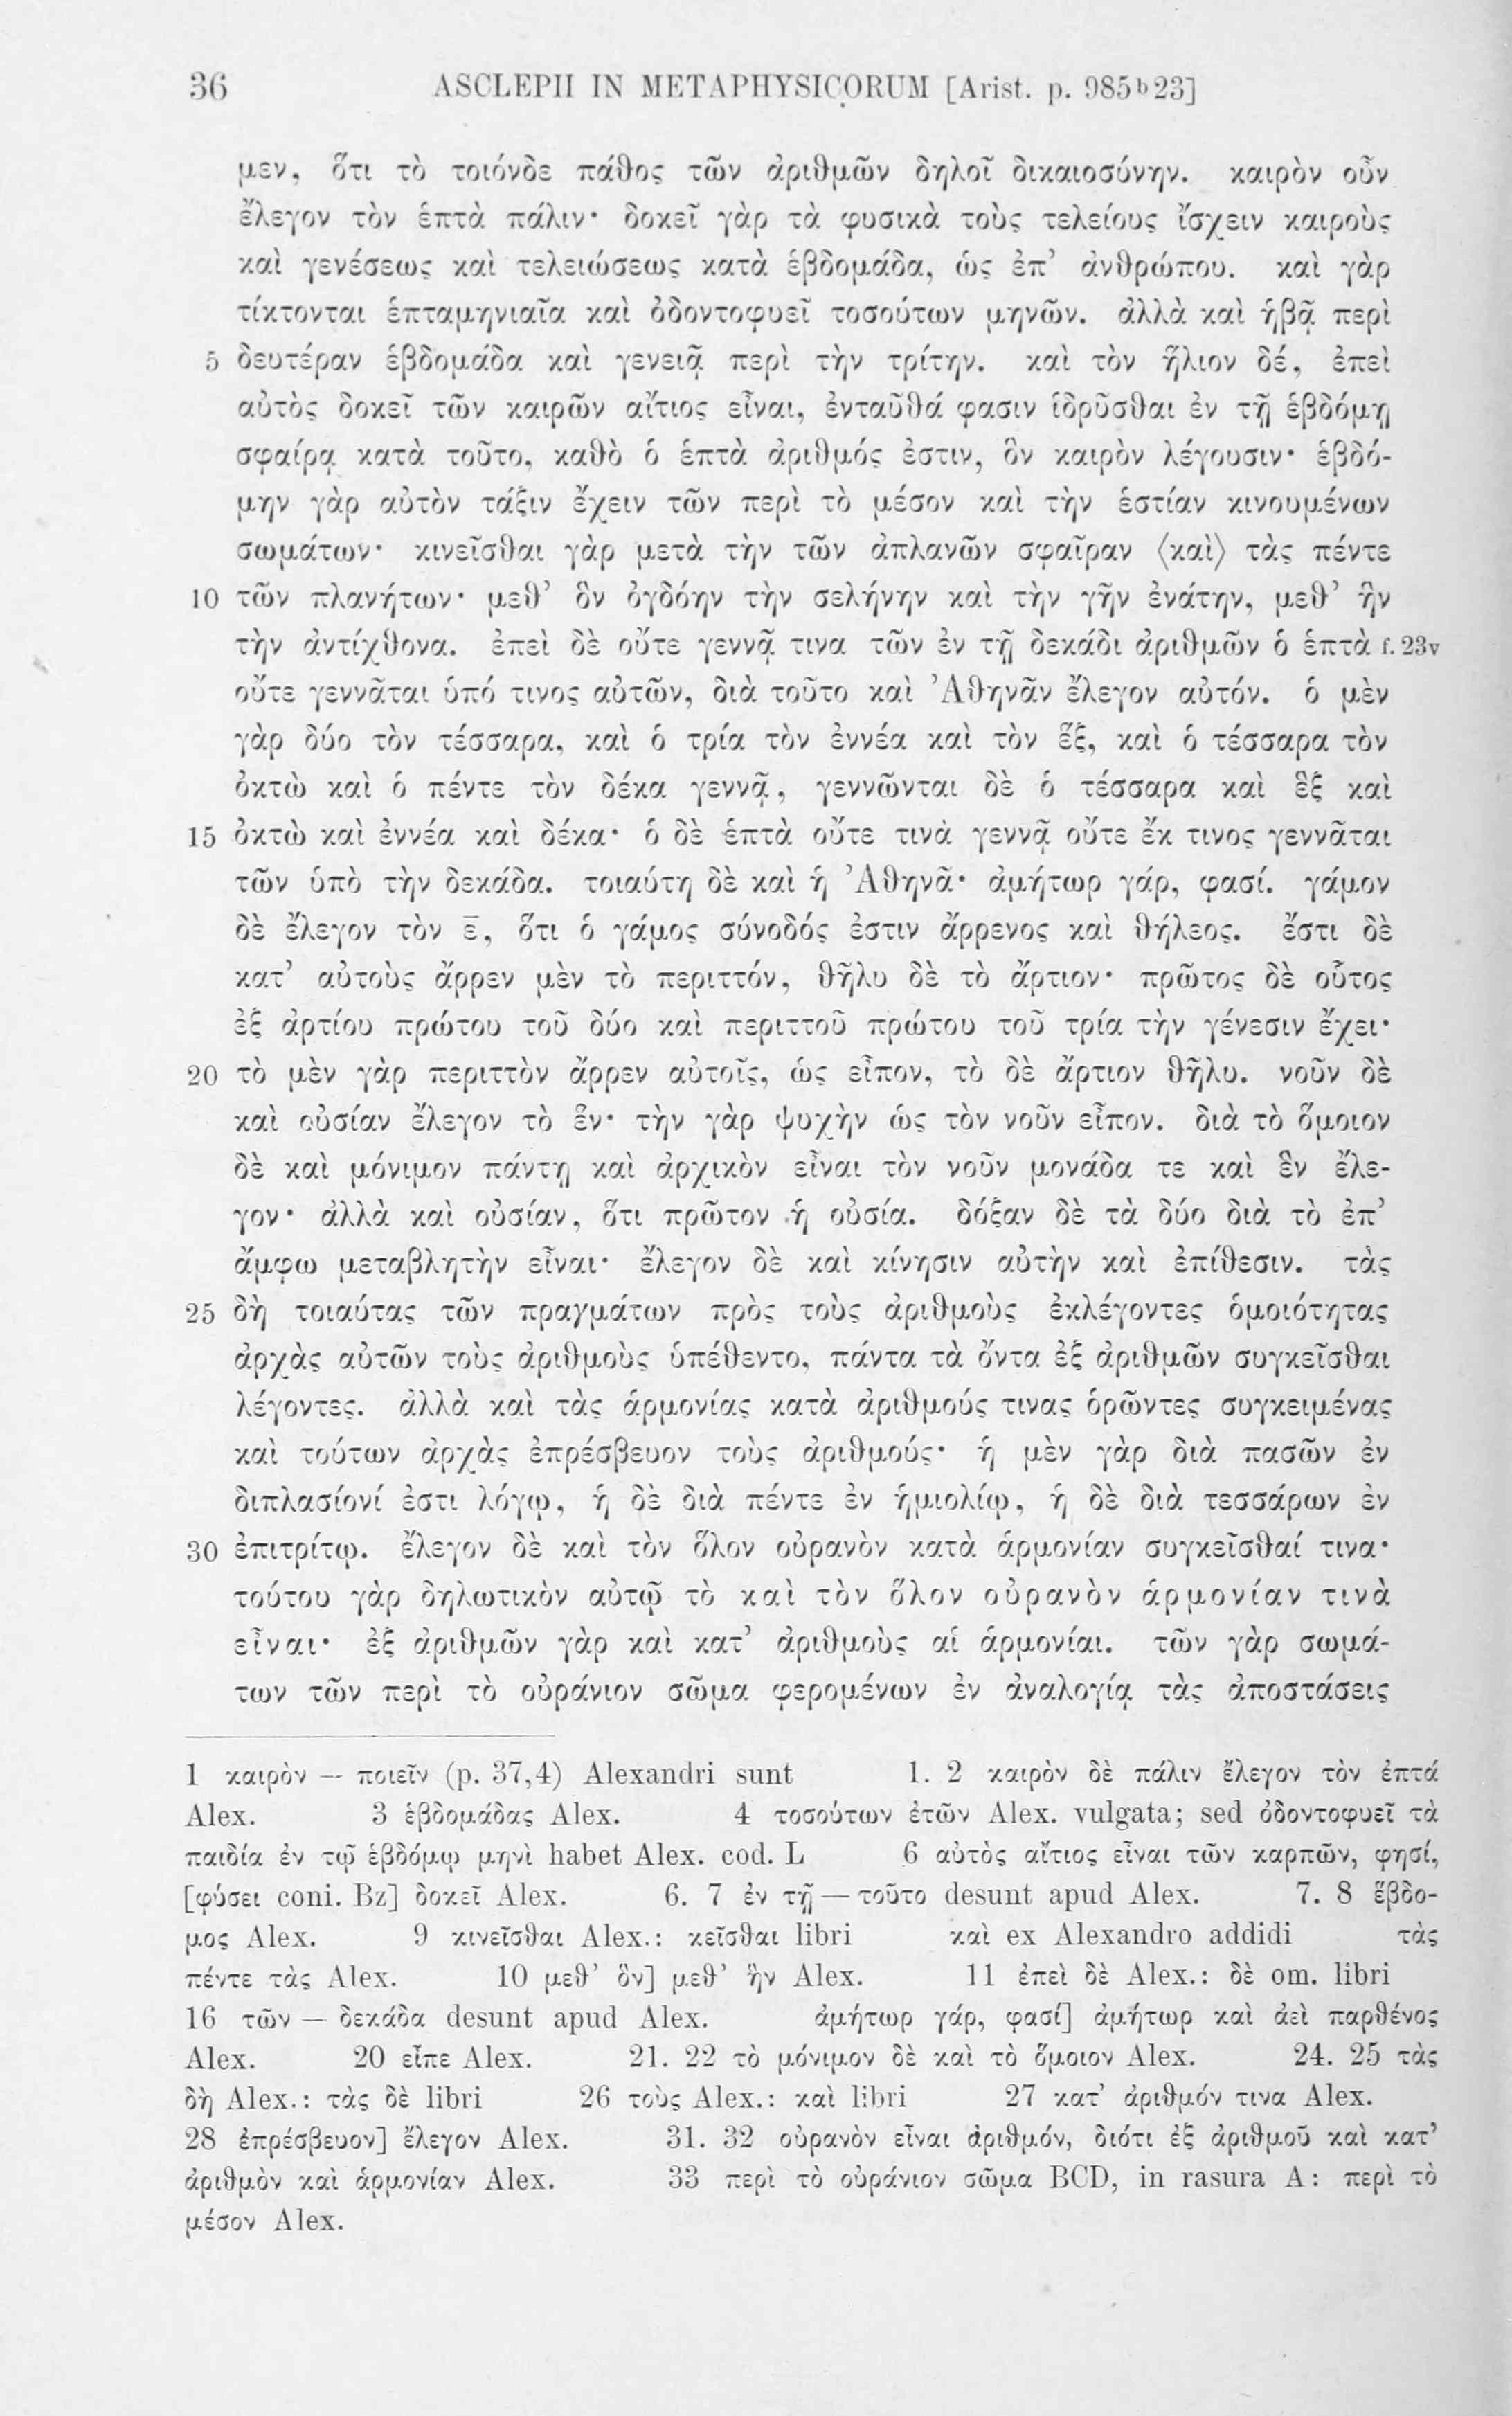 36 ASCLEPII IN METAPHYSICORUM [Arist. p. 985ᵇ23]
μεν, ὅτι τὸ τοιόνδε πάθος τῶν ἀριθμῶν δηλοῖ δικαιοσύνην. καιρὸν οὖν
ἔλεγον τὸν ἑπτὰ πάλιν· δοκεῖ γὰρ τὰ φυσικὰ τοὺς τελείους ἴσχειν καιροὺς
καὶ γενέσεως καὶ τελειώσεως κατὰ ἑβδομάδα, ὡς ἐπ’ ἀνθρώπου. καὶ γὰρ
τίκτονται ἑπταμηνιαῖα καὶ ὀδοντοφυεῖ τοσούτων μηνῶν. ἀλλὰ καὶ ἡβᾷ περὶ
5 δευτέραν ἑβδομάδα καὶ γενειᾷ περὶ τὴν τρίτην. καὶ τὸν ἥλιον δέ, ἐπεὶ
αὐτὸς δοκεῖ τῶν καιρῶν αἴτιος εἶναι, ἐνταῦθά φασιν ἱδρῦσθαι ἐν τῇ ἑβδόμῃ
σφαίρᾳ κατὰ τοῦτο, καθὸ ὁ ἑπτὰ ἀριθμός ἐστιν, ὃν καιρὸν λέγουσιν· ἑβδό-
μην γὰρ αὐτὸν τάξιν ἔχειν τῶν περὶ τὸ μέσον καὶ τὴν ἑστίαν κινουμένων
σωμάτων· κινεῖσθαι γὰρ μετὰ τὴν τῶν ἀπλανῶν σφαῖραν ⟨καὶ⟩ τὰς πέντε
10 τῶν πλανήτων· μεθ’ ὃν ὀγδόην τὴν σελήνην καὶ τὴν γῆν ἐνάτην, μεθ’ ἣν
τὴν ἀντίχθονα. ἐπεὶ δὲ οὔτε γεννᾷ τινα τῶν ἐν τῇ δεκάδι ἀριθμῶν ὁ ἑπτὰ f. 23v
οὔτε γεννᾶται ὑπό τινος αὐτῶν, διὰ τοῦτο καὶ Ἀθηνᾶν ἔλεγον αὐτόν. ὁ μὲν
γὰρ δύο τὸν τέσσαρα, καὶ ὁ τρία τὸν ἐννέα καὶ τὸν ἕξ, καὶ ὁ τέσσαρα τὸν
ὀκτὼ καὶ ὁ πέντε τὸν δέκα γεννᾷ, γεννῶνται δὲ ὁ τέσσαρα καὶ ἓξ καὶ
15 ὀκτὼ καὶ ἐννέα καὶ δέκα· ὁ δὲ ἑπτὰ οὔτε τινὰ γεννᾷ οὔτε ἔκ τινος γεννᾶται
τῶν ὑπὸ τὴν δεκάδα. τοιαύτη δὲ καὶ ἡ Ἀθηνᾶ· ἀμήτωρ γάρ, φασί. γάμον
δὲ ἔλεγον τὸν ε̄, ὅτι ὁ γάμος σύνοδός ἐστιν ἄρρενος καὶ θήλεος. ἔστι δὲ
κατ’ αὐτοὺς ἄρρεν μὲν τὸ περιττόν, θῆλυ δὲ τὸ ἄρτιον· πρῶτος δὲ οὗτος
ἐξ ἀρτίου πρώτου τοῦ δύο καὶ περιττοῦ πρώτου τοῦ τρία τὴν γένεσιν ἔχει·
20 τὸ μὲν γὰρ περιττὸν ἄρρεν αὐτοῖς, ὡς εἶπον, τὸ δὲ ἄρτιον θῆλυ. νοῦν δὲ
καὶ οὐσίαν ἔλεγον τὸ ἕν· τὴν γὰρ ψυχὴν ὡς τὸν νοῦν εἶπον. διὰ τὸ ὅμοιον
δὲ καὶ μόνιμον πάντῃ καὶ ἀρχικὸν εἶναι τὸν νοῦν μονάδα τε καὶ ἓν ἔλε-
γον· ἀλλὰ καὶ οὐσίαν, ὅτι πρῶτον ἡ οὐσία. δόξαν δὲ τὰ δύο διὰ τὸ ἐπ’
ἄμφω μεταβλητὴν εἶναι· ἔλεγον δὲ καὶ κίνησιν αὐτὴν καὶ ἐπίθεσιν. τὰς
25 δὴ τοιαύτας τῶν πραγμάτων πρὸς τοὺς ἀριθμοὺς ἐκλέγοντες ὁμοιότητας
ἀρχὰς αὐτῶν τοὺς ἀριθμοὺς ὑπέθεντο, πάντα τὰ ὄντα ἐξ ἀριθμῶν συγκεῖσθαι
λέγοντες. ἀλλὰ καὶ τὰς ἁρμονίας κατὰ ἀριθμούς τινας ὁρῶντες συγκειμένας
καὶ τούτων ἀρχὰς ἐπρέσβευον τοὺς ἀριθμούς· ἡ μὲν γὰρ διὰ πασῶν ἐν
διπλασίονί ἐστι λόγῳ, ἡ δὲ διὰ πέντε ἐν ἡμιολίῳ, ἡ δὲ διὰ τεσσάρων ἐν
30 ἐπιτρίτῳ. ἔλεγον δὲ καὶ τὸν ὅλον οὐρανὸν κατὰ ἁρμονίαν συγκεῖσθαί τινα·
τούτου γὰρ δηλωτικὸν αὐτῷ τὸ καὶ τὸν ὅλον οὐρανὸν ἁρμονίαν τινὰ
εἶναι· ἐξ ἀριθμῶν γὰρ καὶ κατ’ ἀριθμοὺς αἱ ἁρμονίαι. τῶν γὰρ σωμά-
των τῶν περὶ τὸ οὐράνιον σῶμα φερομένων ἐν ἀναλογίᾳ τὰς ἀποστάσεις
1 καιρὸν — ποιεῖν (p. 37,4) Alexandri sunt 1. 2 καιρὸν δὲ πάλιν ἔλεγον τὸν ἑπτά
Alex. 3 ἑβδομάδας Alex. 4 τοσούτων ἐτῶν Alex. vulgata; sed ὀδοντοφυεῖ τὰ
παιδία ἐν τῷ ἑβδόμῳ μηνὶ habet Alex. cod. L 6 αὐτὸς αἴτιος εἶναι τῶν καρπῶν, φησί,
[φύσει coni. Bz] δοκεῖ Alex. 6. 7 ἐν τῇ — τοῦτο desunt apud Alex. 7. 8 ἕβδο-
μος Alex. 9 κινεῖσθαι Alex.: κεῖσθαι libri καὶ ex Alexandro addidi τὰς
πέντε τὰς Alex. 10 μεθ’ ὃν] μεθ’ ἣν Alex. 11 ἐπεὶ δὲ Alex.: δὲ om. libri
16 τῶν — δεκάδα desunt apud Alex. ἀμήτωρ γάρ, φασί] ἀμήτωρ καὶ ἀεὶ παρθένος
Alex. 20 εἶπε Alex. 21. 22 τὸ μόνιμον δὲ καὶ τὸ ὅμοιον Alex. 24. 25 τὰς
δὴ Alex.: τὰς δὲ libri 26 τοὺς Alex.: καὶ libri 27 κατ’ ἀριθμόν τινα Alex.
28 ἐπρέσβευον] ἔλεγον Alex. 31. 32 οὐρανὸν εἶναι ἀριθμόν, διότι ἐξ ἀριθμοῦ καὶ κατ’
ἀριθμὸν καὶ ἁρμονίαν Alex. 33 περὶ τὸ οὐράνιον σῶμα BCD, in rasura A: περὶ τὸ
μέσον Alex.